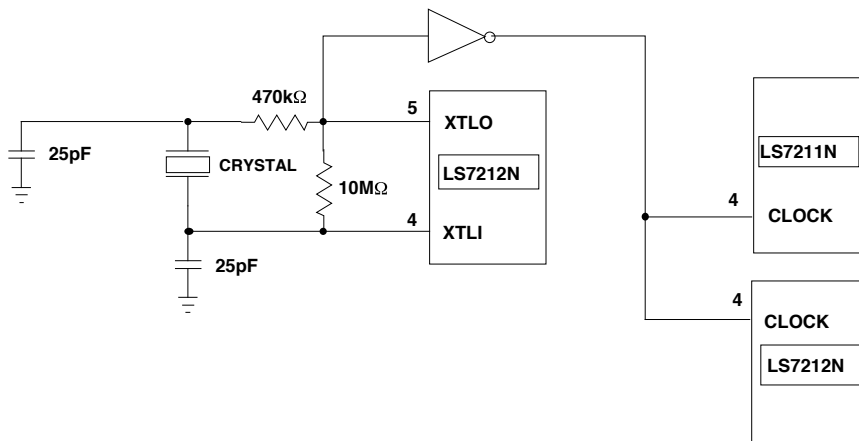 470kΩ
5
XTLO
LS7211N
25pF
CRYSTAL
LS7212N
10MΩ
4
4
XTLI
CLOCK
25pF
4
CLOCK
LS7212N